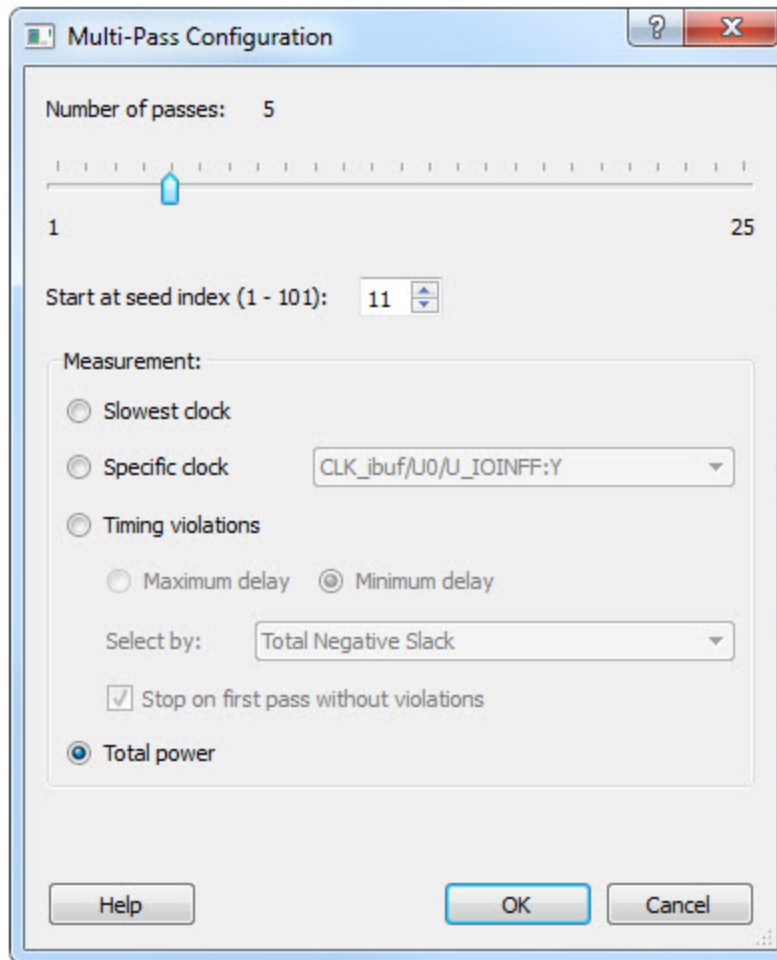 Multi-Pass Configuration
Number of passes: 5
1 25
Start at seed index (1 - 101): 11
Measurement:
Slowest clock
Specific clock CLK_ibuf/U0/U_IOINFF:Y
Timing violations
Maximum delay Minimum delay
Select by: Total Negative Slack
Stop on first pass without violations
Total power
Help OK Cancel